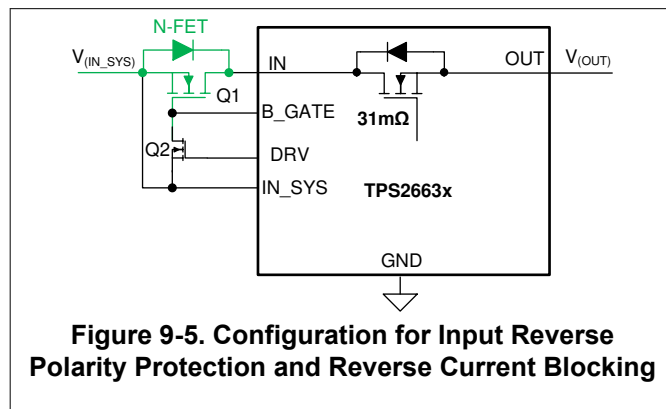 N-FET
V(IN_SYS)
IN
OUT
V(OUT)
Q1
31mΩ
B_GATE
Q2
DRV
IN_SYS
TPS2663x
GND
Figure 9-5. Configuration for Input Reverse
Polarity Protection and Reverse Current Blocking